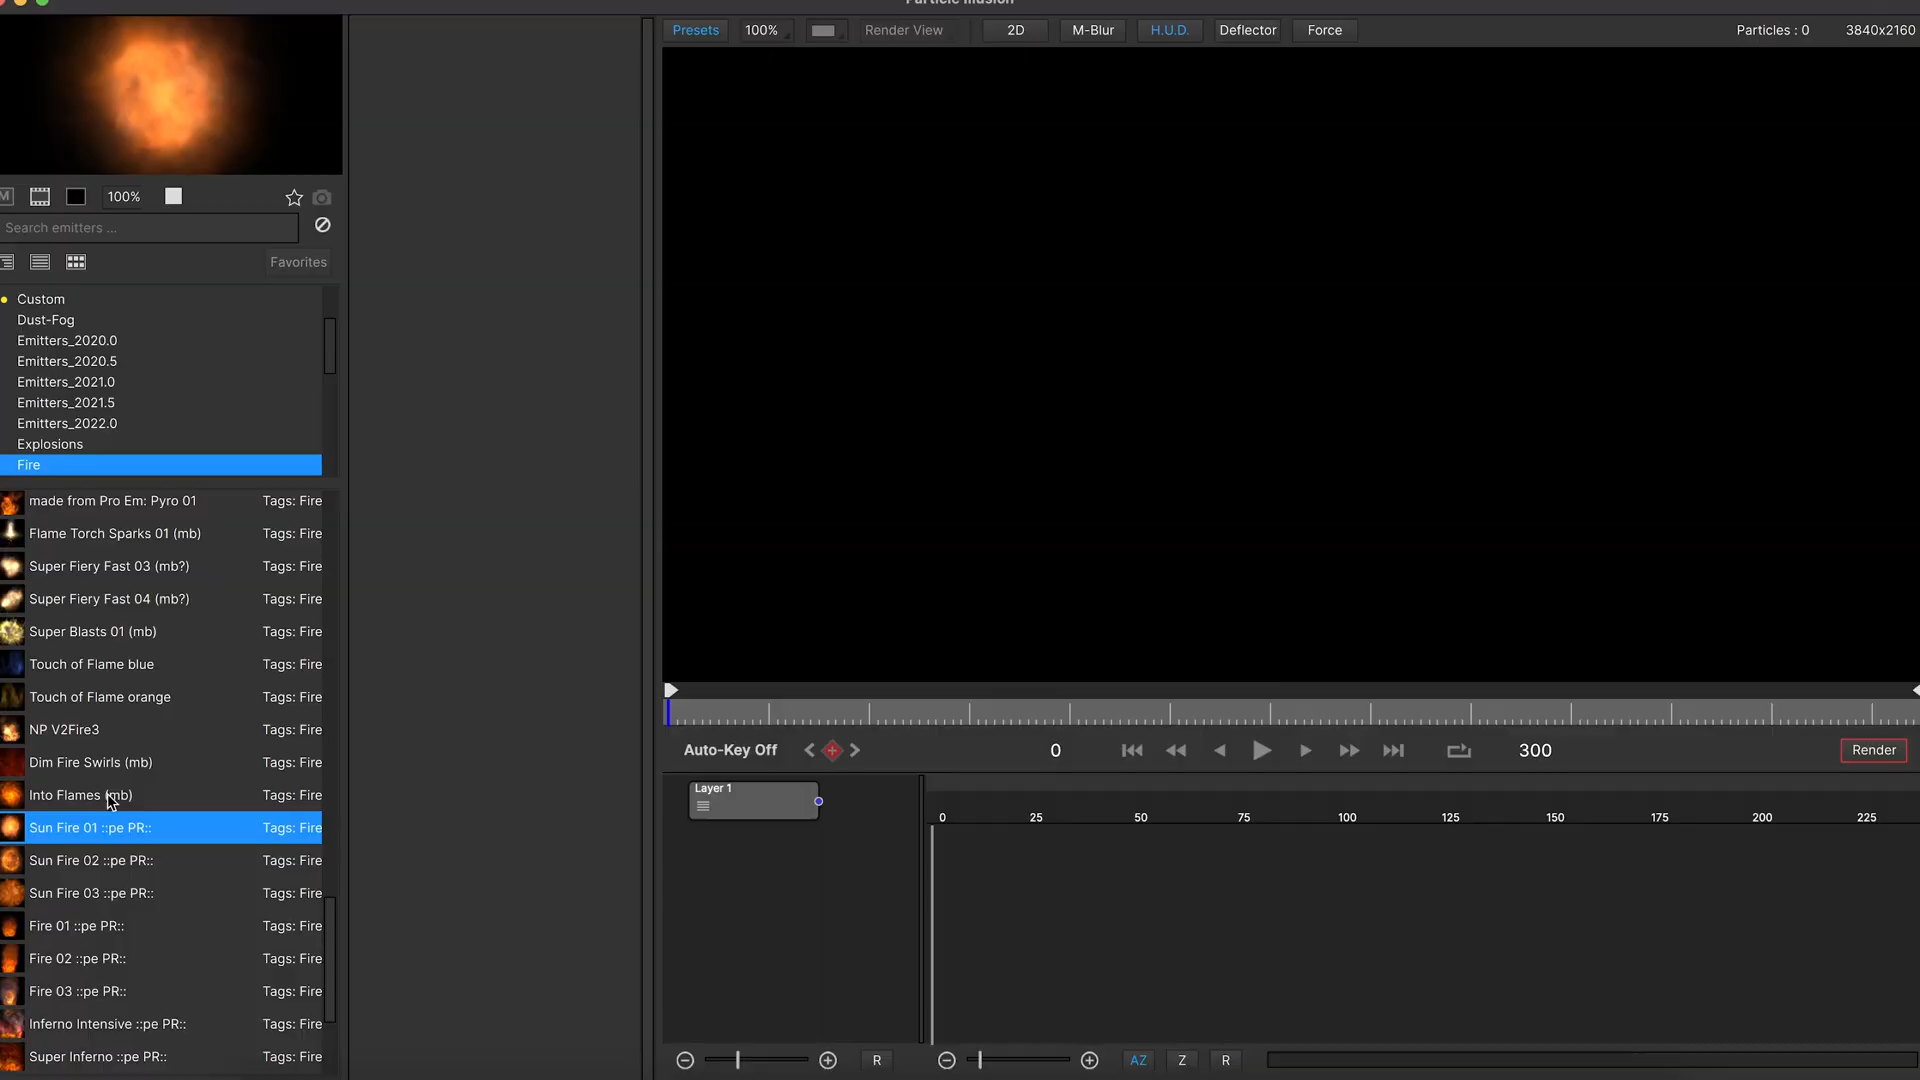 Particle Illusion
Presets 100% Render View 2D M-Blur H.U.D. Deflector Force Particles : 0 3840x2160
M 100%
Search emitters ...
Favorites
Custom
Dust-Fog
Emitters_2020.0
Emitters_2020.5
Emitters_2021.0
Emitters_2021.5
Emitters_2022.0
Explosions
Fire
made from Pro Em: Pyro 01 Tags: Fire
Flame Torch Sparks 01 (mb) Tags: Fire
Super Fiery Fast 03 (mb?) Tags: Fire
Super Fiery Fast 04 (mb?) Tags: Fire
Super Blasts 01 (mb) Tags: Fire
Touch of Flame blue Tags: Fire
Touch of Flame orange Tags: Fire
NP V2Fire3 Tags: Fire
Dim Fire Swirls (mb) Tags: Fire
Into Flames (mb) Tags: Fire
Sun Fire 01 ::pe PR:: Tags: Fire
Sun Fire 02 ::pe PR:: Tags: Fire
Sun Fire 03 ::pe PR:: Tags: Fire
Fire 01 ::pe PR:: Tags: Fire
Fire 02 ::pe PR:: Tags: Fire
Fire 03 ::pe PR:: Tags: Fire
Inferno Intensive ::pe PR:: Tags: Fire
Super Inferno ::pe PR:: Tags: Fire
Auto-Key Off 0 300 Render
Layer 1
0 25 50 75 100 125 150 175 200 225
R AZ Z R